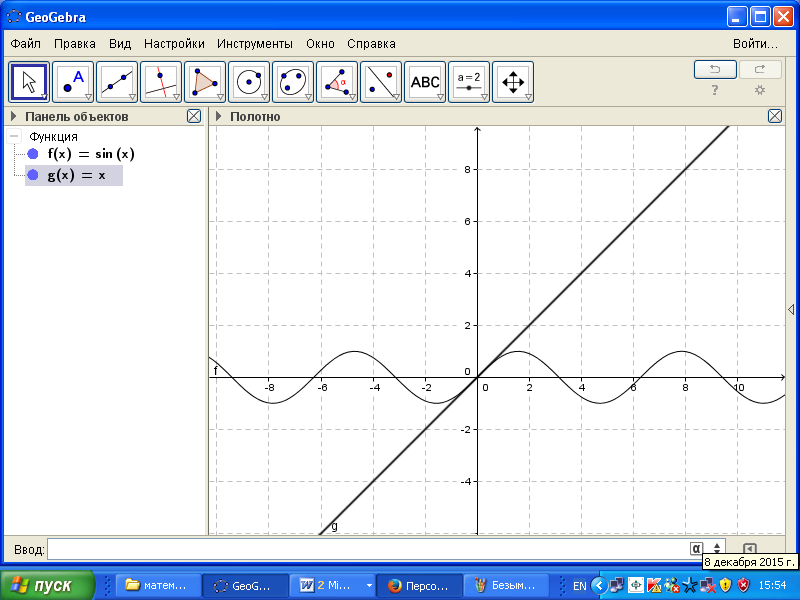 GeoGebra
Файл Правка Вид Настройки Инструменты Окно Справка Войти...
A α ABC a = 2 ?
Панель объектов Полотно
Функция
f(x) = sin (x)
g(x) = x
8
6
4
2
0
f
-8 -6 -4 -2 0 2 4 6 8 10
-2
-4
g
Ввод: α
8 декабря 2015 г.
пуск матем... GeoG... 2 Mi... Персо... Безым... EN 15:54